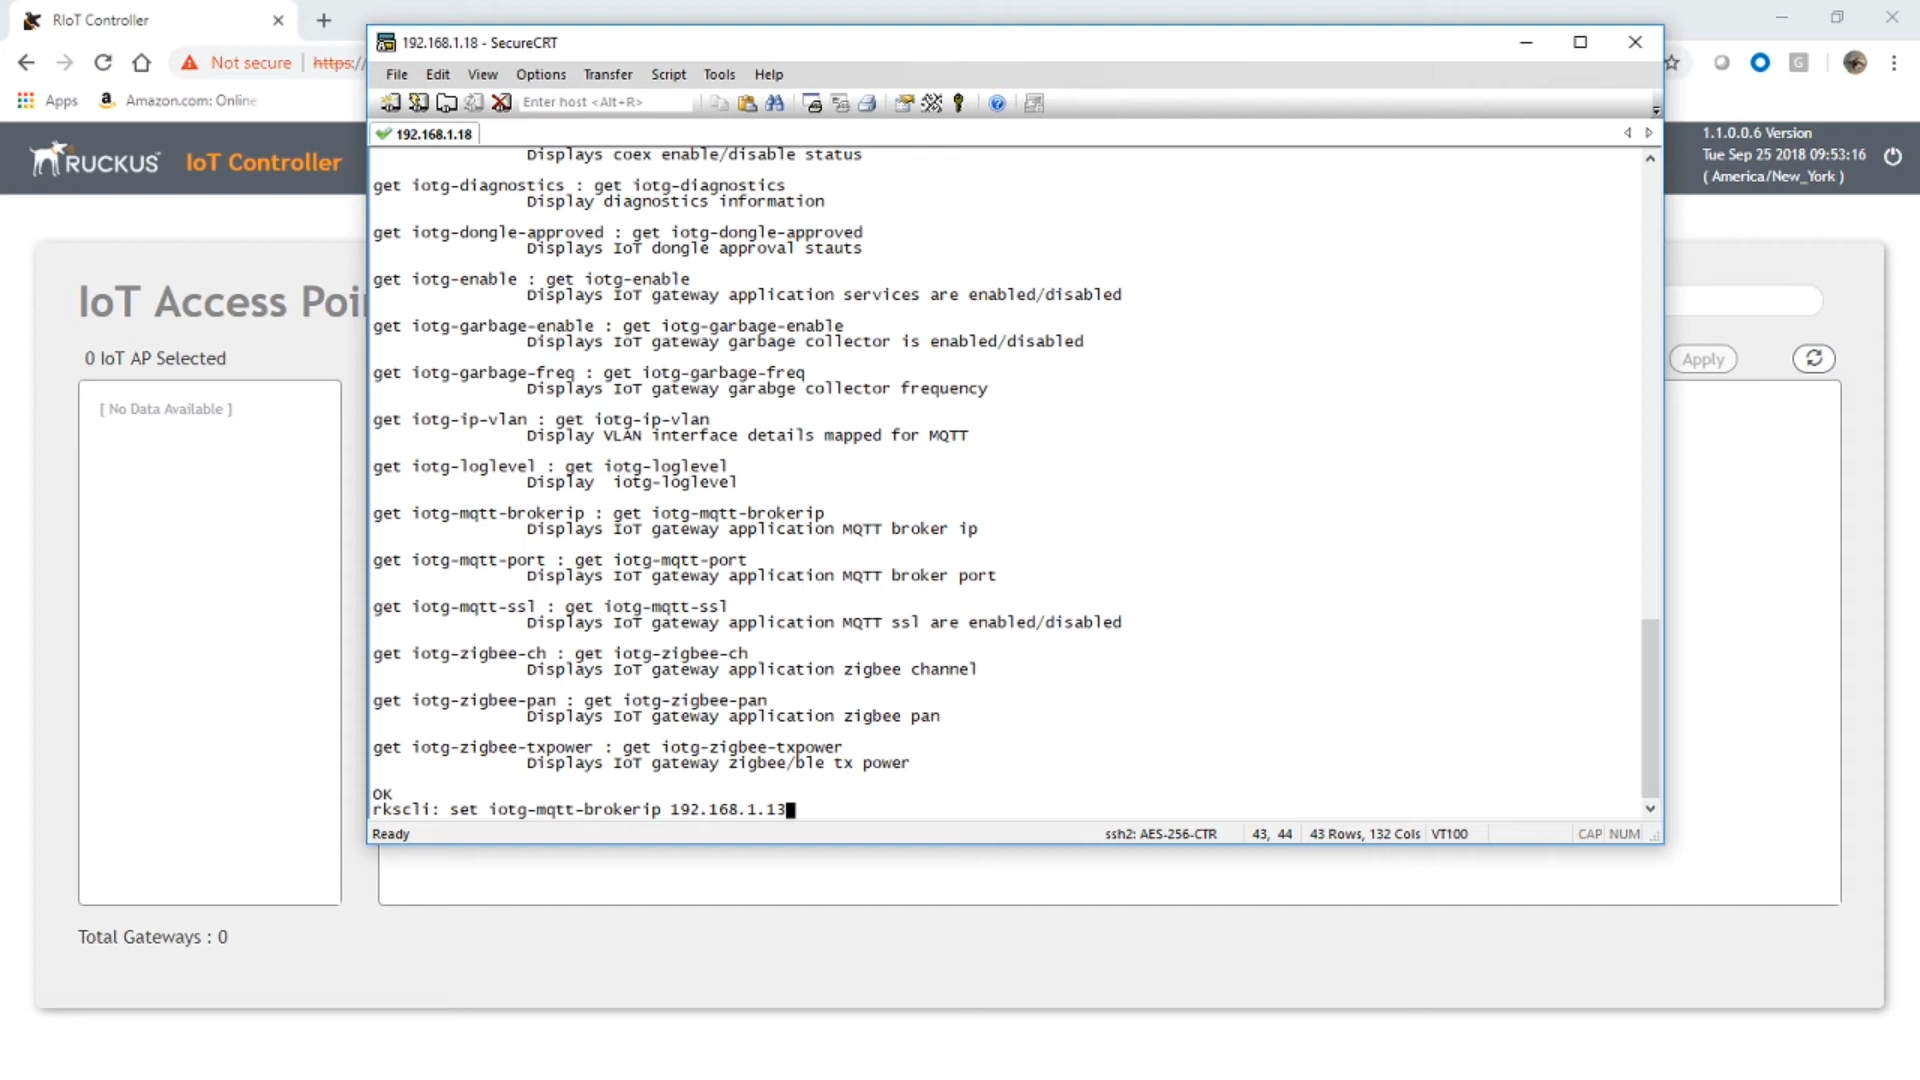 RIoT Controller
192.168.1.18 - SecureCRT
Not secure | https://
File Edit View Options Transfer Script Tools Help
Apps Amazon.com: Online
Enter host <Alt+R>
192.168.1.18
RUCKUS IoT Controller
1.1.0.0.6 Version
Tue Sep 25 2018 09:53:16
( America/New_York )
Displays coex enable/disable status
get iotg-diagnostics : get iotg-diagnostics
Display diagnostics information
get iotg-dongle-approved : get iotg-dongle-approved
Displays IoT dongle approval stauts
get iotg-enable : get iotg-enable
Displays IoT gateway application services are enabled/disabled
get iotg-garbage-enable : get iotg-garbage-enable
Displays IoT gateway garbage collector is enabled/disabled
get iotg-garbage-freq : get iotg-garbage-freq
Displays IoT gateway garabge collector frequency
get iotg-ip-vlan : get iotg-ip-vlan
Display VLAN interface details mapped for MQTT
get iotg-loglevel : get iotg-loglevel
Display  iotg-loglevel
get iotg-mqtt-brokerip : get iotg-mqtt-brokerip
Displays IoT gateway application MQTT broker ip
get iotg-mqtt-port : get iotg-mqtt-port
Displays IoT gateway application MQTT broker port
get iotg-mqtt-ssl : get iotg-mqtt-ssl
Displays IoT gateway application MQTT ssl are enabled/disabled
get iotg-zigbee-ch : get iotg-zigbee-ch
Displays IoT gateway application zigbee channel
get iotg-zigbee-pan : get iotg-zigbee-pan
Displays IoT gateway application zigbee pan
get iotg-zigbee-txpower : get iotg-zigbee-txpower
Displays IoT gateway zigbee/ble tx power
OK
rkscli: set iotg-mqtt-brokerip 192.168.1.13
Ready ssh2: AES-256-CTR 43, 44 43 Rows, 132 Cols VT100 CAP NUM
IoT Access Poi
0 IoT AP Selected
Apply
[ No Data Available ]
Total Gateways : 0